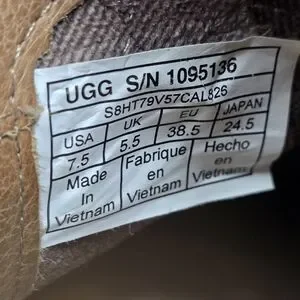 UGG S/N 1095136
S8HT79V57CAL826
USA UK EU JAPAN
7.5 5.5 38.5 24.5
Made Fabrique Hecho
In en en
Vietnam Vietnam Vietnam